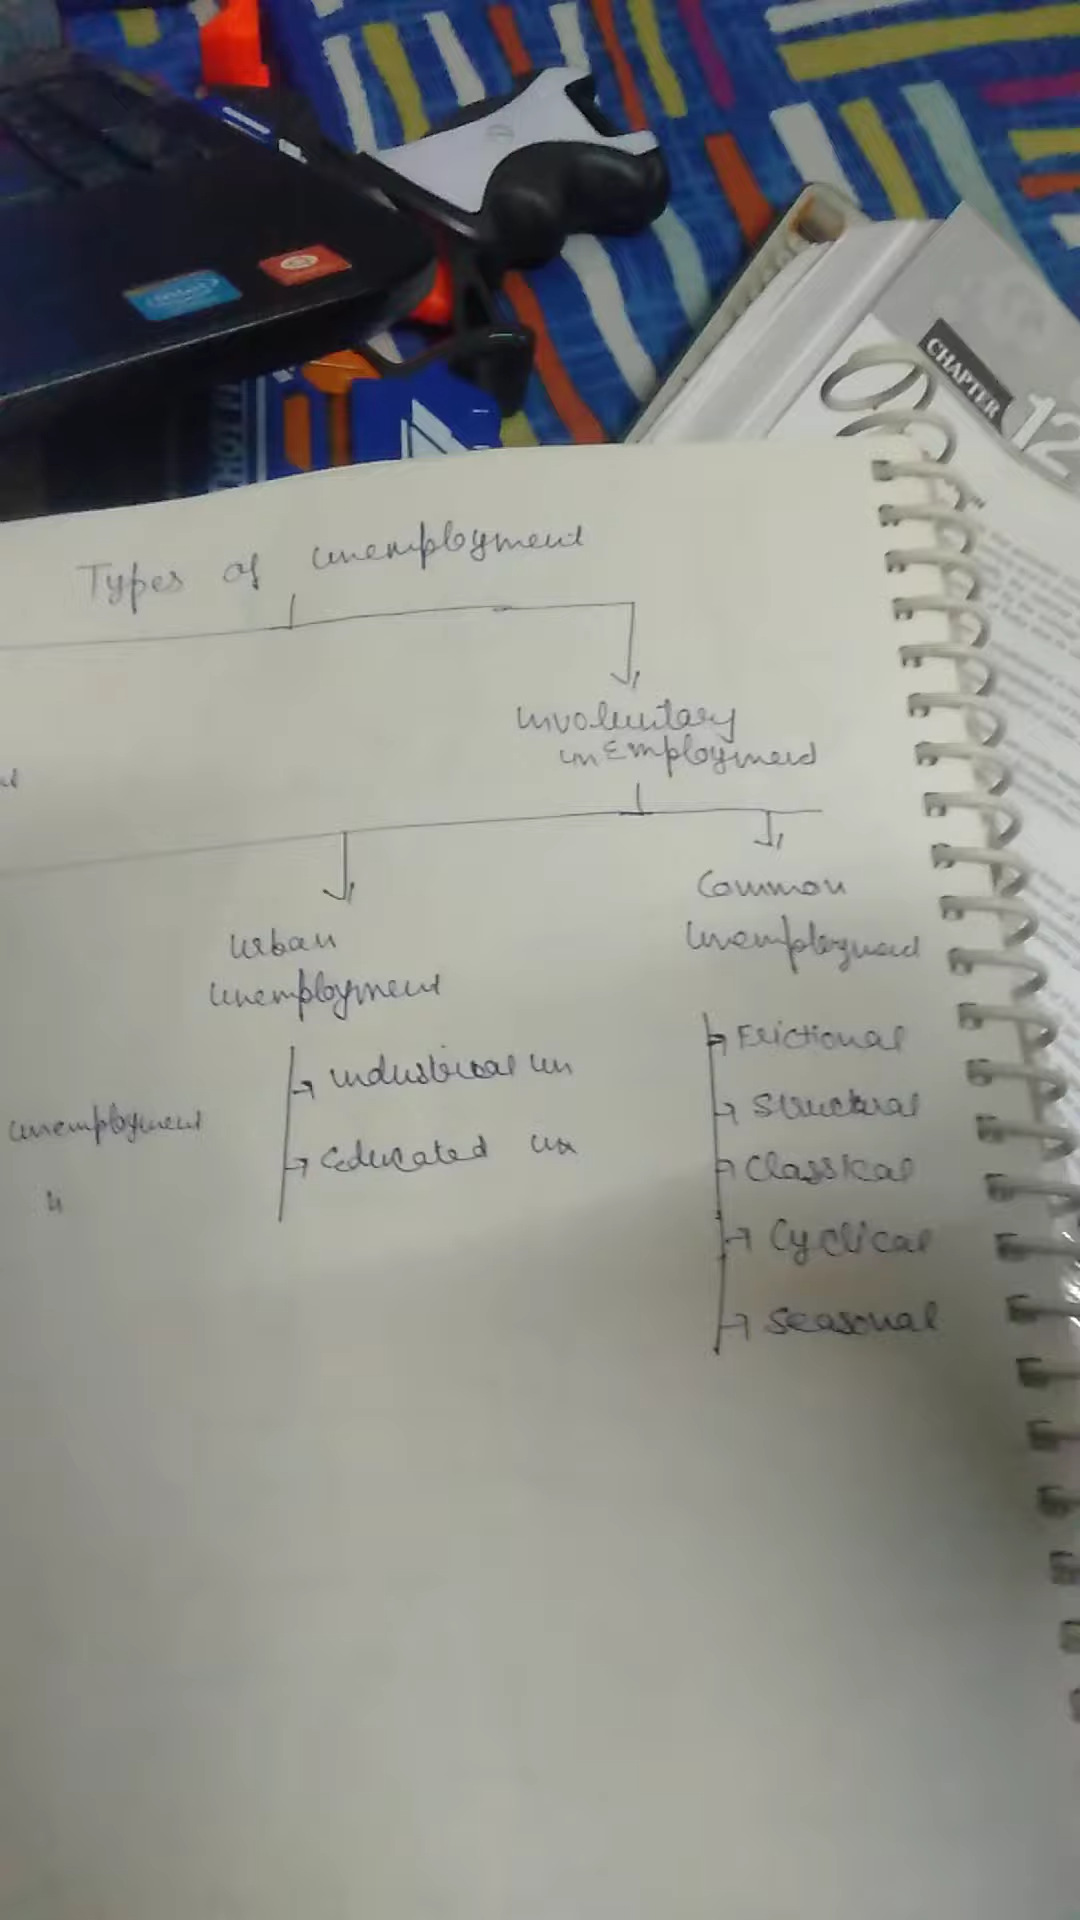 intel
CHAPTER
12
Types of unemployment
involuntary
unEmployment
Urban
unemployment
Common
unemployment
Industrial un
educated un
unemployment
"
Frictional
Structural
Classical
Cyclical
Seasonal